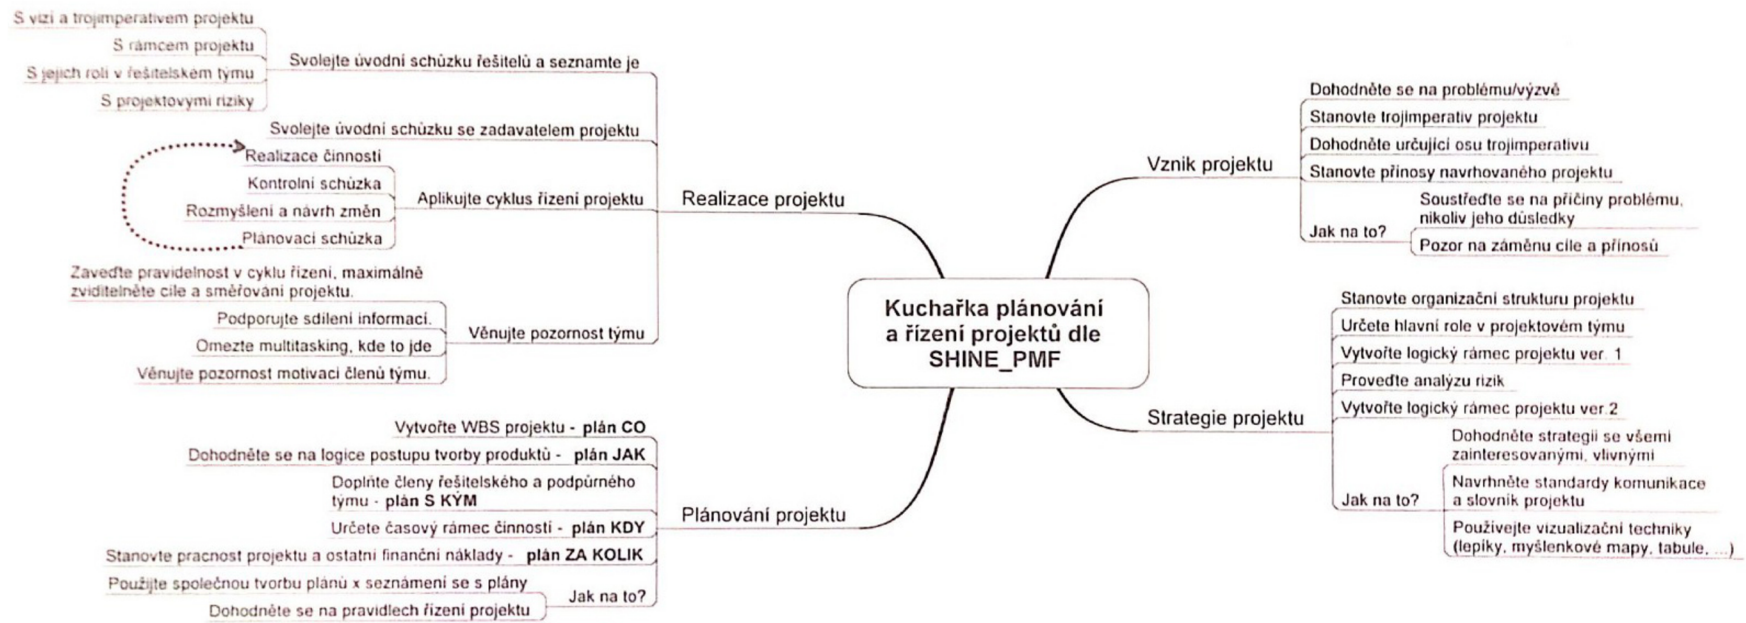 Kuchařka plánování
a řízení projektů dle
SHINE_PMF
Vznik projektu
Dohodněte se na problému/výzvě
Stanovte trojimperativ projektu
Dohodněte určující osu trojimperativu
Stanovte přínosy navrhovaného projektu
Jak na to?
Soustřeďte se na příčiny problému,
nikoliv jeho důsledky
Pozor na záměnu cíle a přínosů
Strategie projektu
Stanovte organizační strukturu projektu
Určete hlavní role v projektovém týmu
Vytvořte logický rámec projektu ver. 1
Proveďte analýzu rizik
Vytvořte logický rámec projektu ver.2
Jak na to?
Dohodněte strategii se všemi
zainteresovanými, vlivnými
Navrhněte standardy komunikace
a slovník projektu
Používejte vizualizační techniky
(lepíky, myšlenkové mapy, tabule, ...)
Plánování projektu
Vytvořte WBS projektu - plán CO
Dohodněte se na logice postupu tvorby produktů - plán JAK
Doplňte členy řešitelského a podpůrného
týmu - plán S KÝM
Určete časový rámec činností - plán KDY
Stanovte pracnost projektu a ostatní finanční náklady - plán ZA KOLIK
Jak na to?
Použijte společnou tvorbu plánů x seznámení se s plány
Dohodněte se na pravidlech řízení projektu
Realizace projektu
Svolejte úvodní schůzku řešitelů a seznamte je
S vizí a trojimperativem projektu
S rámcem projektu
S jejich rolí v řešitelském týmu
S projektovými riziky
Svolejte úvodní schůzku se zadavatelem projektu
Aplikujte cyklus řízení projektu
Realizace činností
Kontrolní schůzka
Rozmyšlení a návrh změn
Plánovací schůzka
Věnujte pozornost týmu
Zaveďte pravidelnost v cyklu řízení, maximálně
zviditelněte cíle a směřování projektu.
Podporujte sdílení informací.
Omezte multitasking, kde to jde
Věnujte pozornost motivaci členů týmu.